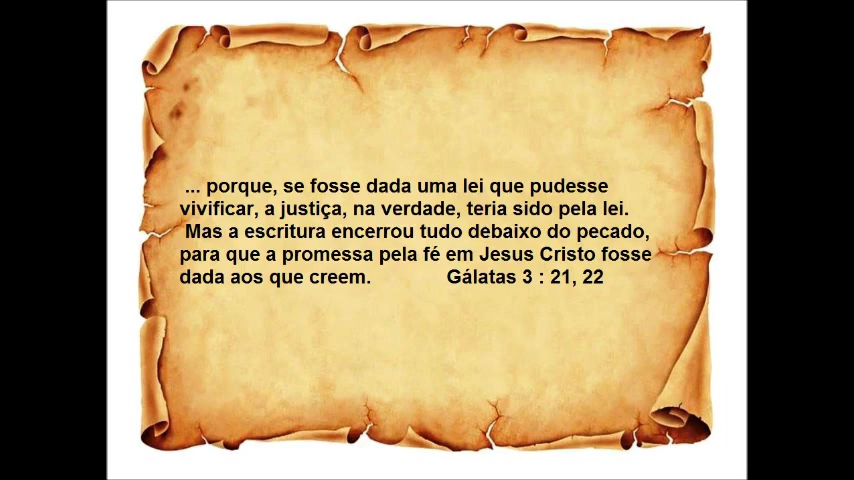 ... porque, se fosse dada uma lei que pudesse
vivificar, a justiça, na verdade, teria sido pela lei.
Mas a escritura encerrou tudo debaixo do pecado,
para que a promessa pela fé em Jesus Cristo fosse
dada aos que creem. Gálatas 3 : 21, 22